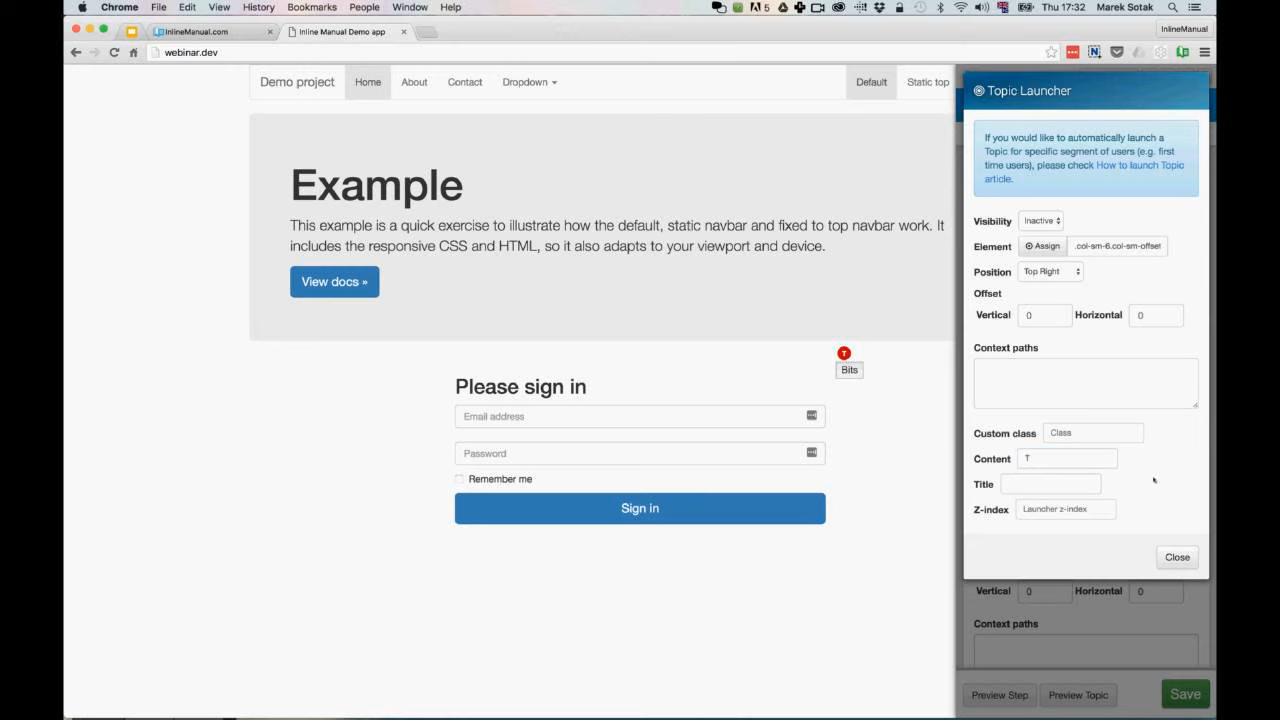 Chrome File Edit View History Bookmarks People Window Help
5
Thu 17:32 Marek Sotak
InlineManual.com
Inline Manual Demo app
InlineManual
webinar.dev
Demo project Home About Contact Dropdown Default Static top
Example
This example is a quick exercise to illustrate how the default, static navbar and fixed to top navbar work. It
includes the responsive CSS and HTML, so it also adapts to your viewport and device.
View docs »
T
Bits
Please sign in
Email address
Password
Remember me
Sign in
Topic Launcher
If you would like to automatically launch a
Topic for specific segment of users (e.g. first
time users), please check How to launch Topic
article.
Visibility Inactive
Element Assign .col-sm-6.col-sm-offset
Position Top Right
Offset
Vertical 0 Horizontal 0
Context paths
Custom class Class
Content T
Title
Z-index Launcher z-index
Close
Vertical 0 Horizontal 0
Context paths
Preview Step Preview Topic Save